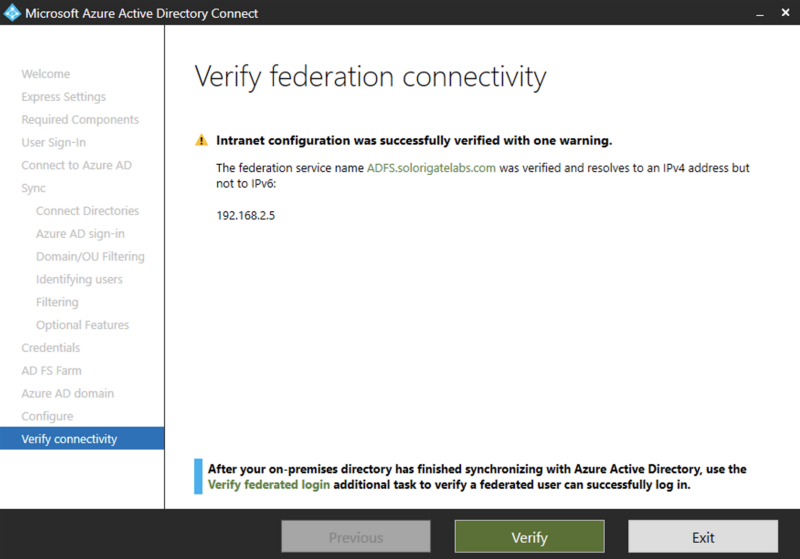 Microsoft Azure Active Directory Connect
Welcome
Express Settings
Required Components
User Sign-In
Connect to Azure AD
Sync
Connect Directories
Azure AD sign-in
Domain/OU Filtering
Identifying users
Filtering
Optional Features
Credentials
AD FS Farm
Azure AD domain
Configure
Verify connectivity
Verify federation connectivity
Intranet configuration was successfully verified with one warning.
The federation service name ADFS.solorigatelabs.com was verified and resolves to an IPv4 address but
not to IPv6:
192.168.2.5
After your on-premises directory has finished synchronizing with Azure Active Directory, use the
Verify federated login additional task to verify a federated user can successfully log in.
Previous
Verify
Exit